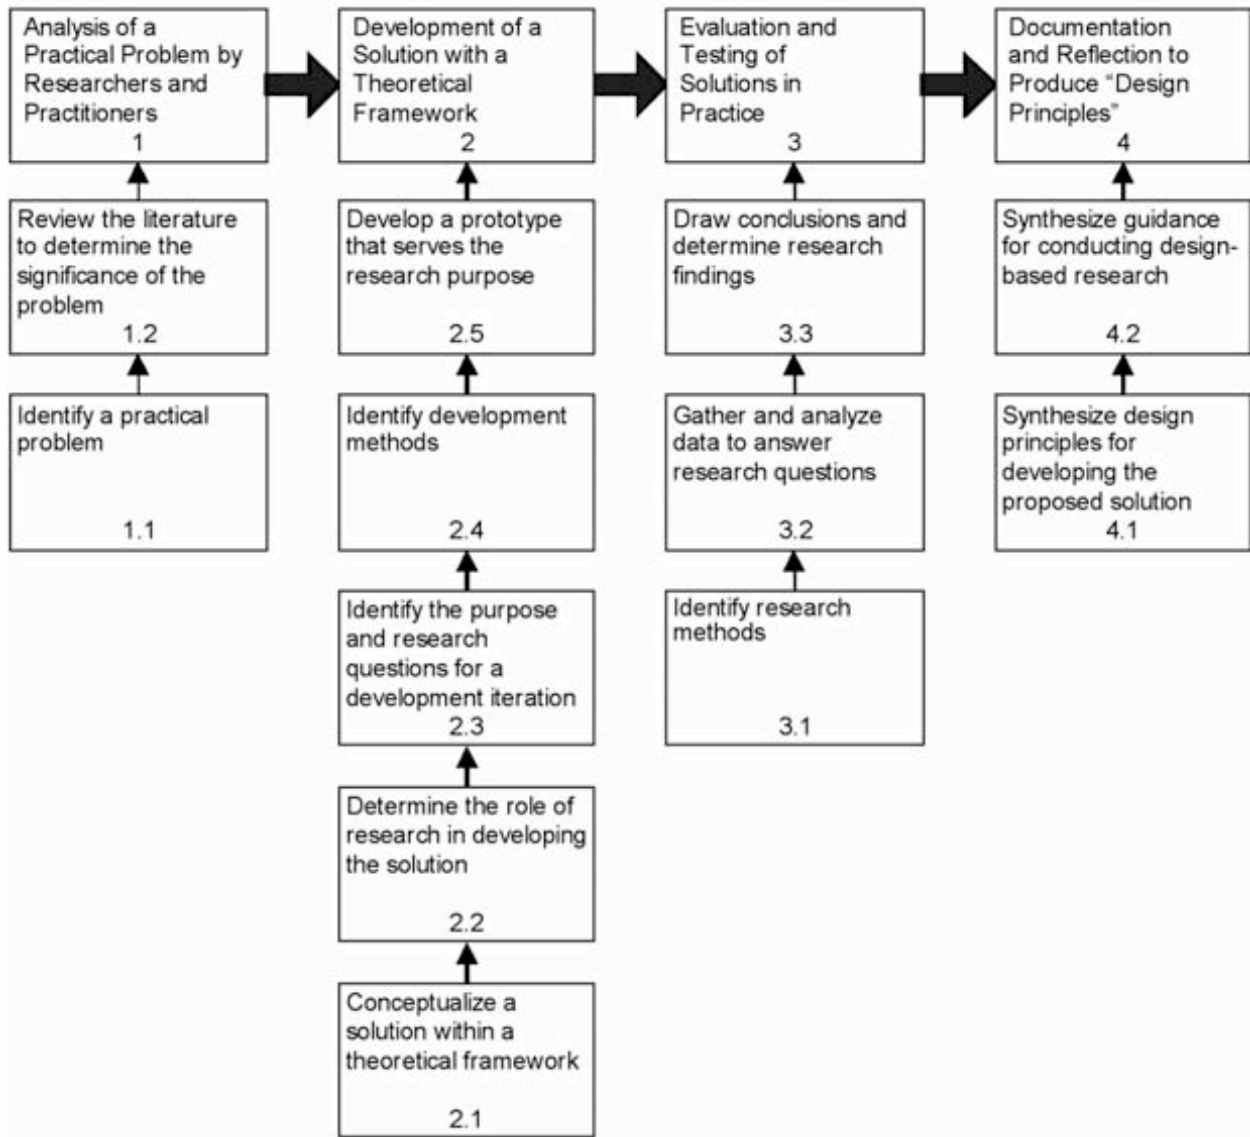 Analysis of a
Practical Problem by
Researchers and
Practitioners
1
Development of a
Solution with a
Theoretical
Framework
2
Evaluation and
Testing of
Solutions in
Practice
3
Documentation
and Reflection to
Produce “Design
Principles”
4
Review the literature
to determine the
significance of the
problem
1.2
Develop a prototype
that serves the
research purpose
2.5
Draw conclusions and
determine research
findings
3.3
Synthesize guidance
for conducting design-
based research
4.2
Identify a practical
problem
1.1
Identify development
methods
2.4
Gather and analyze
data to answer
research questions
3.2
Synthesize design
principles for
developing the
proposed solution
4.1
Identify the purpose
and research
questions for a
development iteration
2.3
Identify research
methods
3.1
Determine the role of
research in developing
the solution
2.2
Conceptualize a
solution within a
theoretical framework
2.1